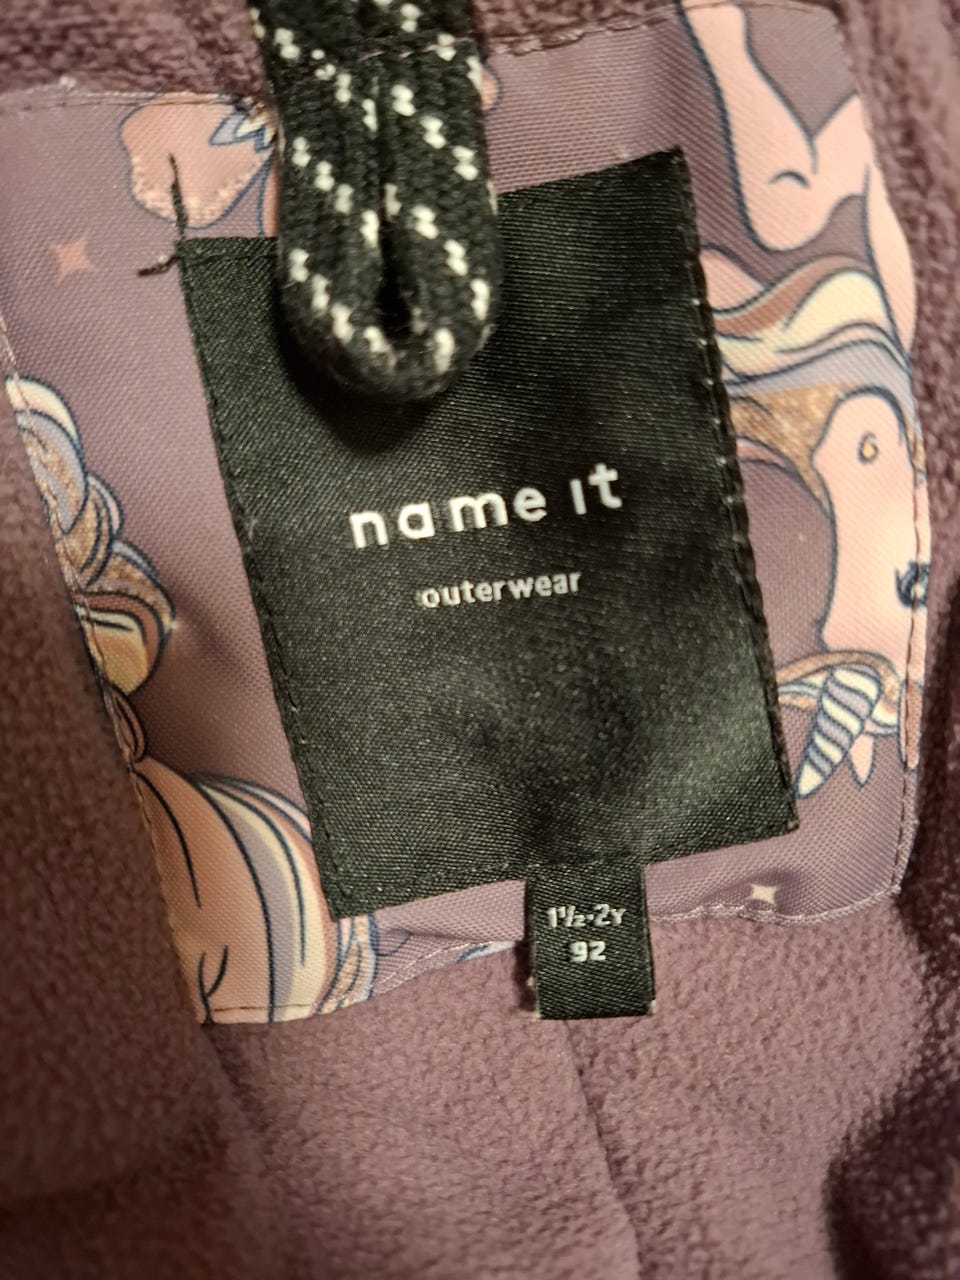 name it
outerwear
1½-2Y
92